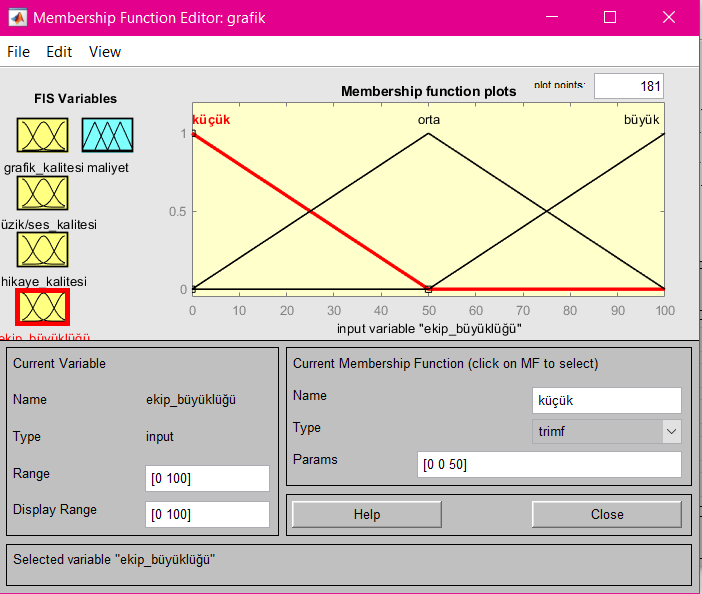 Membership Function Editor: grafik
File Edit View
FIS Variables
grafik_kalitesi maliyet
üzik/ses_kalitesi
hikaye_kalitesi
ekip_büyüklüğü
Membership function plots plot points: 181
küçük orta büyük
1
0.5
0
0 10 20 30 40 50 60 70 80 90 100
input variable "ekip_büyüklüğü"
Current Variable
Name ekip_büyüklüğü
Type input
Range [0 100]
Display Range [0 100]
Current Membership Function (click on MF to select)
Name küçük
Type trimf
Params [0 0 50]
Help Close
Selected variable "ekip_büyüklüğü"